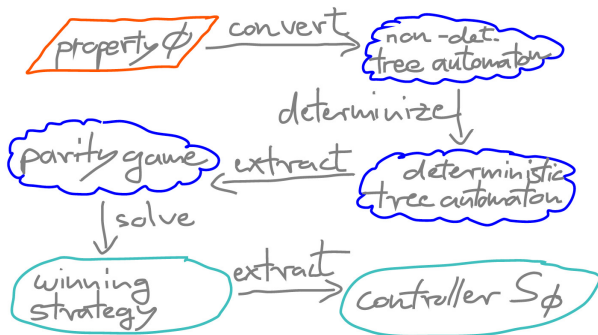 property ϕ
convert
non-det.
tree automaton
determinize
deterministic
tree automaton
extract
parity game
solve
winning
strategy
extract
controller Sϕ